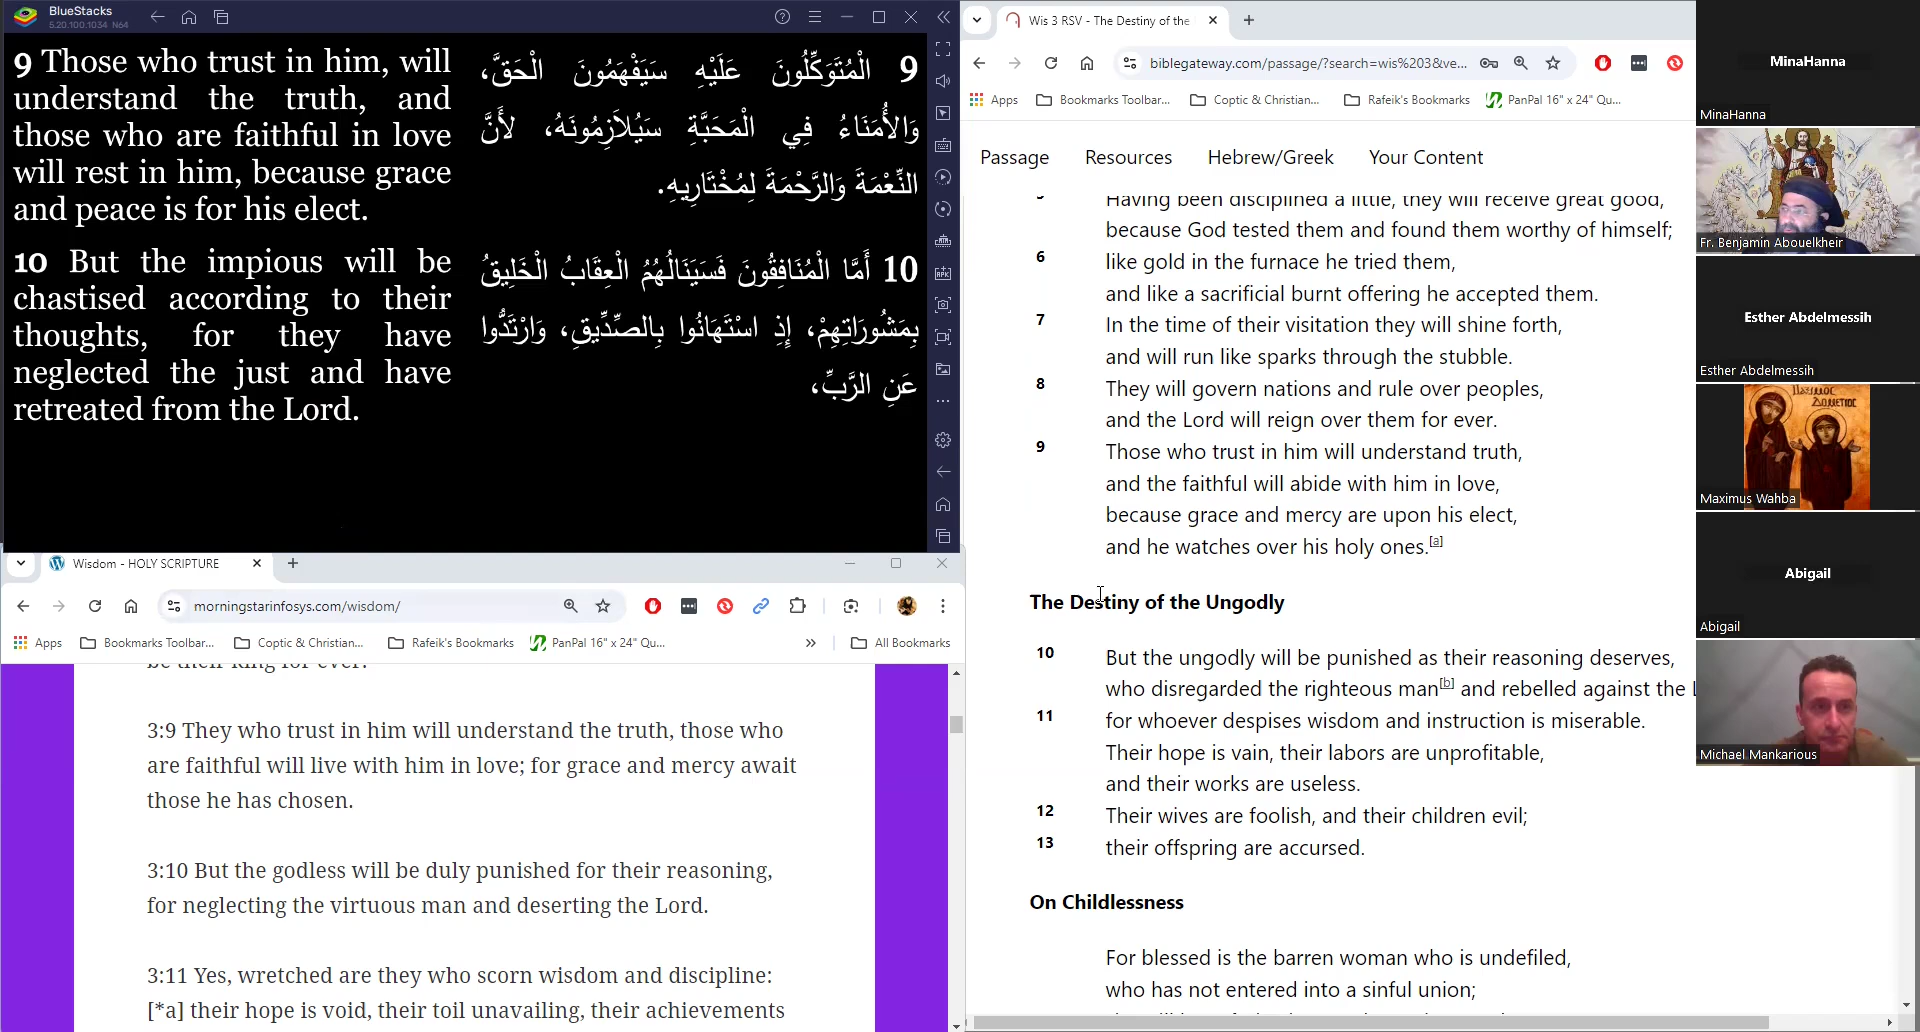 BlueStacks
5.20.100.1034 N64
9 Those who trust in him, will
understand the truth, and
those who are faithful in love
will rest in him, because grace
and peace is for his elect.
10 But the impious will be
chastised according to their
thoughts, for they have
neglected the just and have
retreated from the Lord.
9 الْمُتَوَكِّلُونَ عَلَيْهِ سَيَفْهَمُونَ الْحَقَّ،
وَالأُمَنَاءُ فِي الْمَحَبَّةِ سَيُلاَزِمُونَهُ، لأَنَّ
النِّعْمَةَ وَالرَّحْمَةَ لِمُخْتَارِيهِ.
10 أَمَّا الْمُنَافِقُونَ فَسَيَنَالُهُمُ الْعِقَابُ الْخَلِيقُ
بِمَشُورَاتِهِمْ، إِذِ اسْتَهَانُوا بِالصِّدِّيقِ، وَارْتَدُّوا
عَنِ الرَّبِّ،
Wisdom - HOLY SCRIPTURE
morningstarinfosys.com/wisdom/
Apps Bookmarks Toolbar... Coptic & Christian... Rafeik's Bookmarks PanPal 16" x 24" Qu... » All Bookmarks
be their king for ever.
3:9 They who trust in him will understand the truth, those who
are faithful will live with him in love; for grace and mercy await
those he has chosen.
3:10 But the godless will be duly punished for their reasoning,
for neglecting the virtuous man and deserting the Lord.
3:11 Yes, wretched are they who scorn wisdom and discipline:
[*a] their hope is void, their toil unavailing, their achievements
Wis 3 RSV - The Destiny of the
biblegateway.com/passage/?search=wis%203&ve...
Apps Bookmarks Toolbar... Coptic & Christian... Rafeik's Bookmarks PanPal 16" x 24" Qu...
Passage Resources Hebrew/Greek Your Content
5 Having been disciplined a little, they will receive great good,
because God tested them and found them worthy of himself;
6 like gold in the furnace he tried them,
and like a sacrificial burnt offering he accepted them.
7 In the time of their visitation they will shine forth,
and will run like sparks through the stubble.
8 They will govern nations and rule over peoples,
and the Lord will reign over them for ever.
9 Those who trust in him will understand truth,
and the faithful will abide with him in love,
because grace and mercy are upon his elect,
and he watches over his holy ones.[a]
The Destiny of the Ungodly
10 But the ungodly will be punished as their reasoning deserves,
who disregarded the righteous man[b] and rebelled against the L
11 for whoever despises wisdom and instruction is miserable.
Their hope is vain, their labors are unprofitable,
and their works are useless.
12 Their wives are foolish, and their children evil;
13 their offspring are accursed.
On Childlessness
For blessed is the barren woman who is undefiled,
who has not entered into a sinful union;
MinaHanna
MinaHanna
Fr. Benjamin Abouelkheir
Esther Abdelmessih
Esther Abdelmessih
Maximus Wahba
Abigail
Abigail
Michael Mankarious